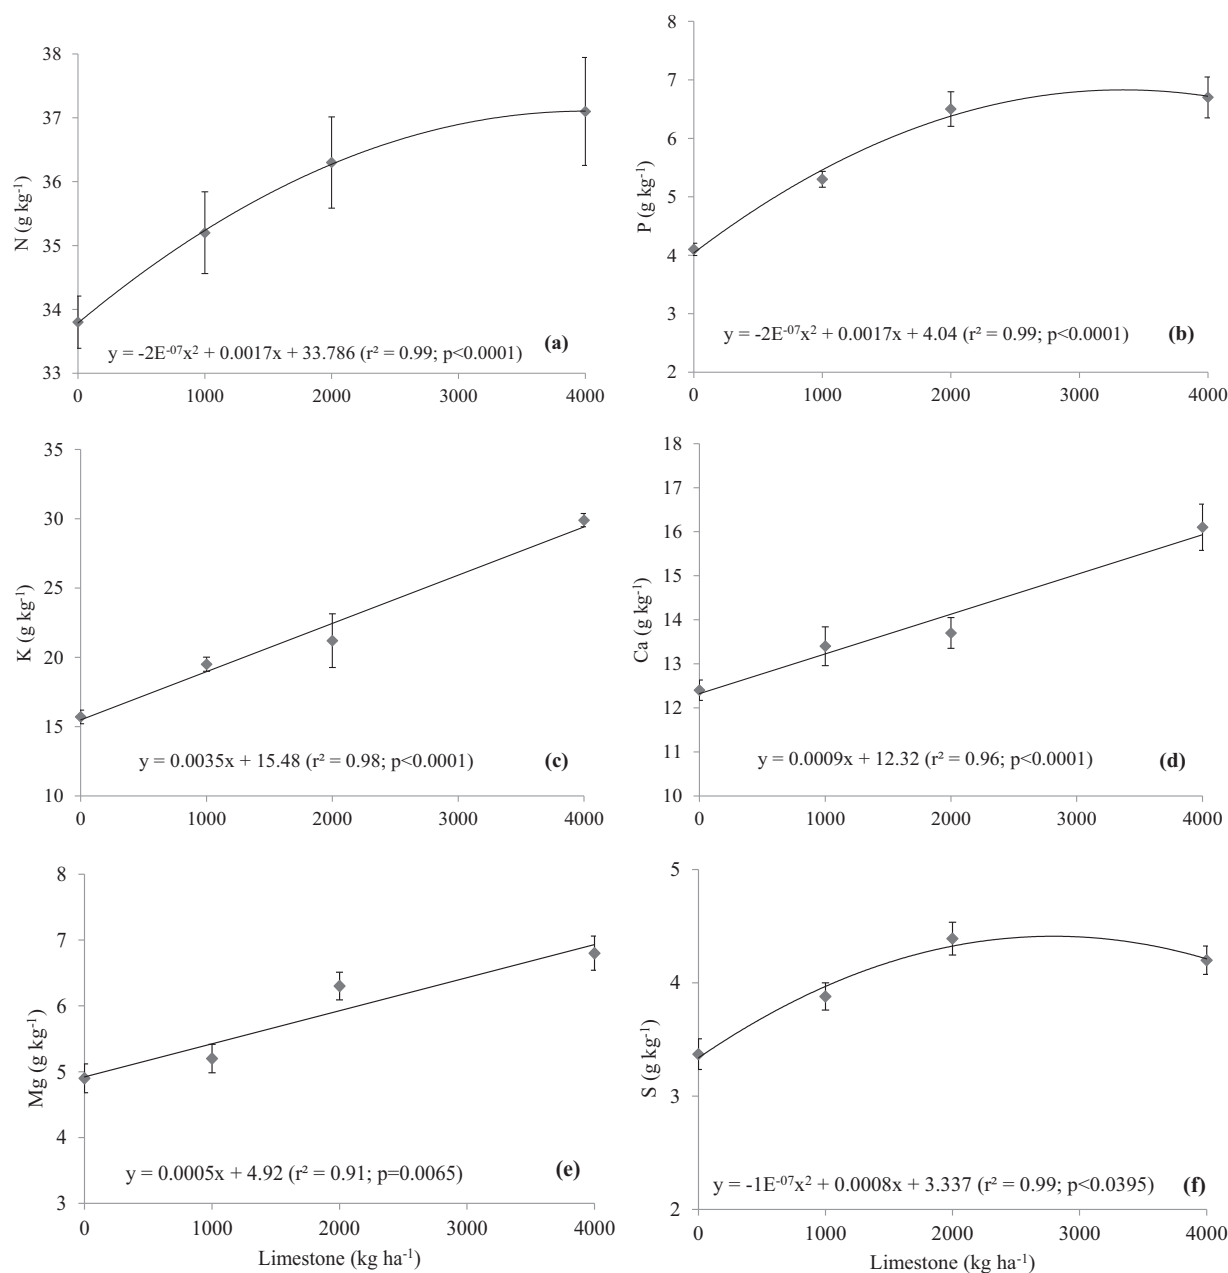 38
37
36
35
34
33
N (g kg⁻¹)
y = -2E⁻⁰⁷x² + 0.0017x + 33.786 (r² = 0.99; p<0.0001)
(a)
0 1000 2000 3000 4000
8
7
6
5
4
3
2
P (g kg⁻¹)
y = -2E⁻⁰⁷x² + 0.0017x + 4.04 (r² = 0.99; p<0.0001)
(b)
0 1000 2000 3000 4000
35
30
25
20
15
10
K (g kg⁻¹)
y = 0.0035x + 15.48 (r² = 0.98; p<0.0001)
(c)
0 1000 2000 3000 4000
18
17
16
15
14
13
12
11
10
Ca (g kg⁻¹)
y = 0.0009x + 12.32 (r² = 0.96; p<0.0001)
(d)
0 1000 2000 3000 4000
8
7
6
5
4
3
Mg (g kg⁻¹)
y = 0.0005x + 4.92 (r² = 0.91; p=0.0065)
(e)
0 1000 2000 3000 4000
Limestone (kg ha⁻¹)
5
4
3
2
S (g kg⁻¹)
y = -1E⁻⁰⁷x² + 0.0008x + 3.337 (r² = 0.99; p<0.0395)
(f)
0 1000 2000 3000 4000
Limestone (kg ha⁻¹)